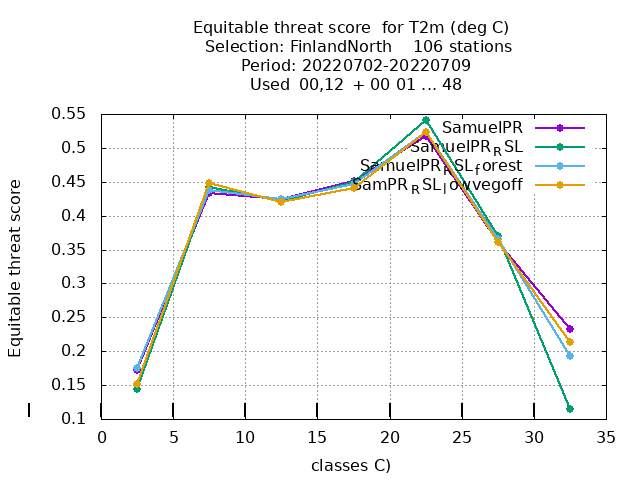 Equitable threat score for T2m (deg C)
Selection: FinlandNorth 106 stations
Period: 20220702-20220709
Used 00,12 + 00 01 ... 48
Equitable threat score
0.55
0.5
0.45
0.4
0.35
0.3
0.25
0.2
0.15
0.1
SamuelPR
SamuelPR_RSL
SamuelPR_RSL_forest
SamPR_RSL_lowvegoff
0 5 10 15 20 25 30 35
classes C)